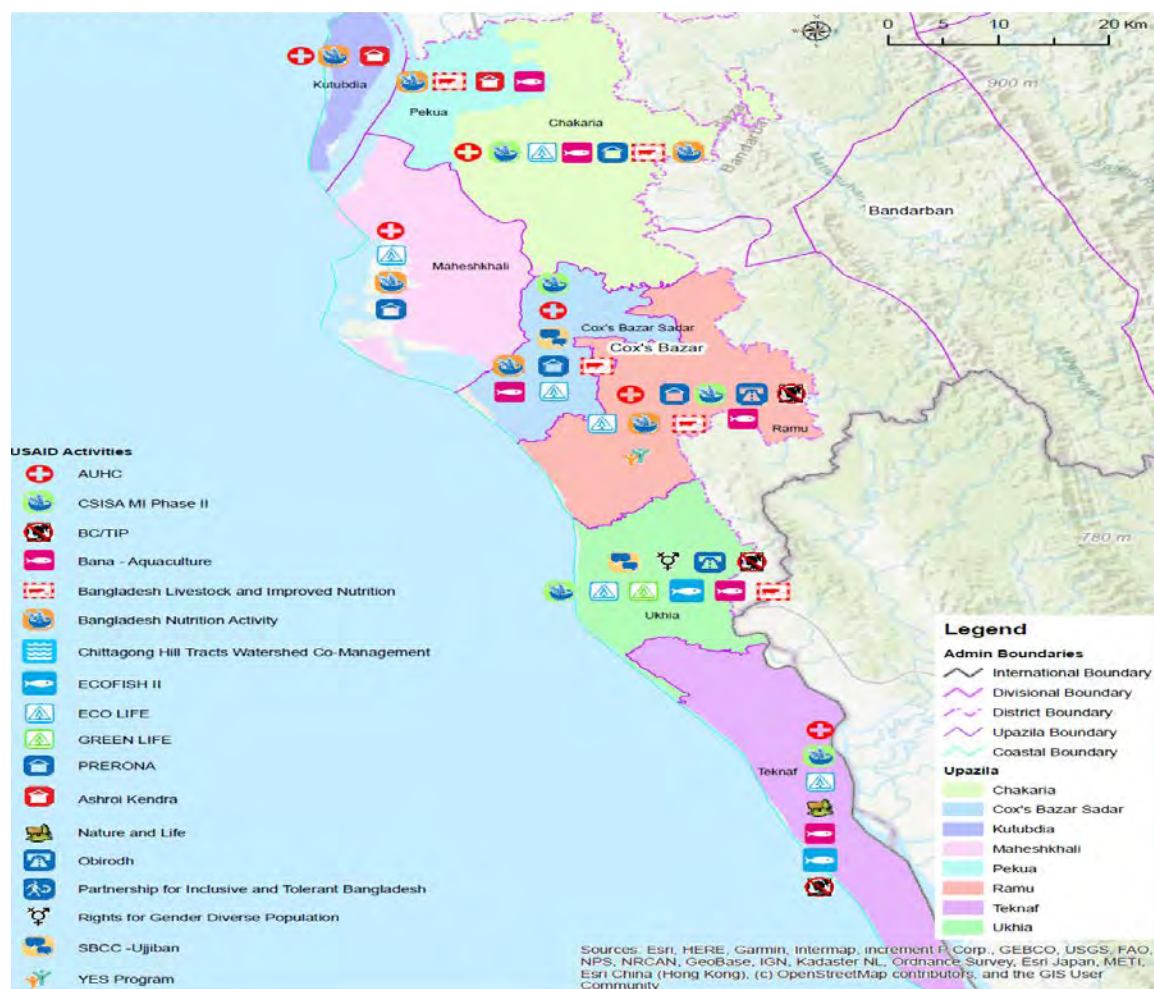 0 5 10 20 Km
900 m
Kutubdia
Pekua
Chakaria
Bandarban
Bandarban
Maheshkhali
Cox's Bazar Sadar
Cox's Bazar
Ramu
780 m
Ukhia
Teknaf
USAID Activities
AUHC
CSISA MI Phase II
BC/TIP
Bana - Aquaculture
Bangladesh Livestock and Improved Nutrition
Bangladesh Nutrition Activity
Chittagong Hill Tracts Watershed Co-Management
ECOFISH II
ECO LIFE
GREEN LIFE
PRERONA
Ashroi Kendra
Nature and Life
Obirodh
Partnership for Inclusive and Tolerant Bangladesh
Rights for Gender Diverse Population
SBCC -Ujjiban
YES Program
Legend
Admin Boundaries
International Boundary
Divisional Boundary
District Boundary
Upazila Boundary
Coastal Boundary
Upazila
Chakaria
Cox's Bazar Sadar
Kutubdia
Maheshkhali
Pekua
Ramu
Teknaf
Ukhia
Sources: Esri, HERE, Garmin, Intermap, increment P Corp., GEBCO, USGS, FAO,
NPS, NRCAN, GeoBase, IGN, Kadaster NL, Ordnance Survey, Esri Japan, METI,
Esri China (Hong Kong), (c) OpenStreetMap contributors, and the GIS User
Community